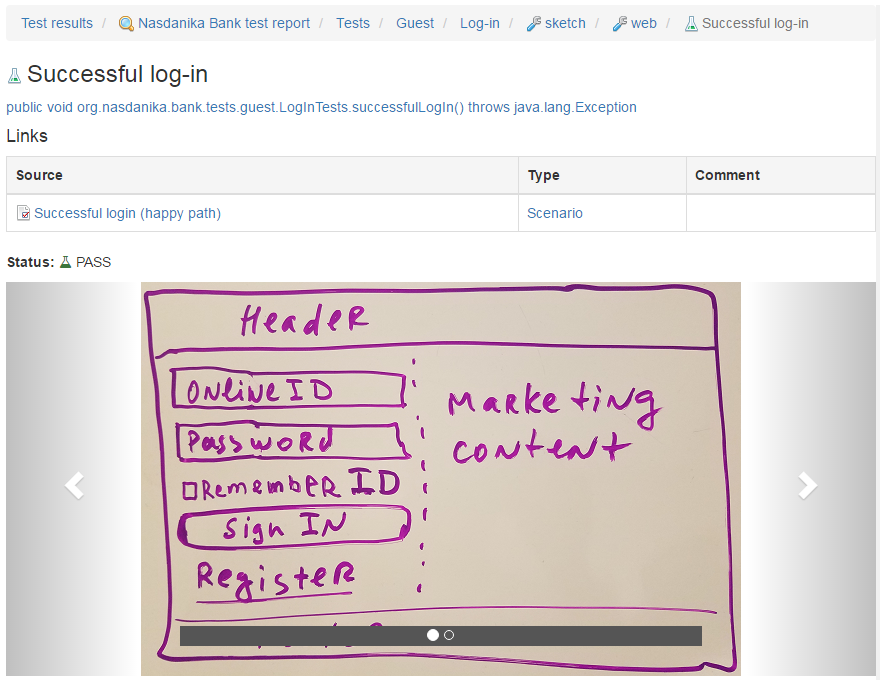 Test results / Nasdanika Bank test report / Tests / Guest / Log-in / sketch / web / Successful log-in
Successful log-in
public void org.nasdanika.bank.tests.guest.LogInTests.successfulLogIn() throws java.lang.Exception
Links
Source Type Comment
Successful login (happy path) Scenario
Status: PASS
Header
Online ID
Password
Remember ID
Sign IN
Register
Marketing
content